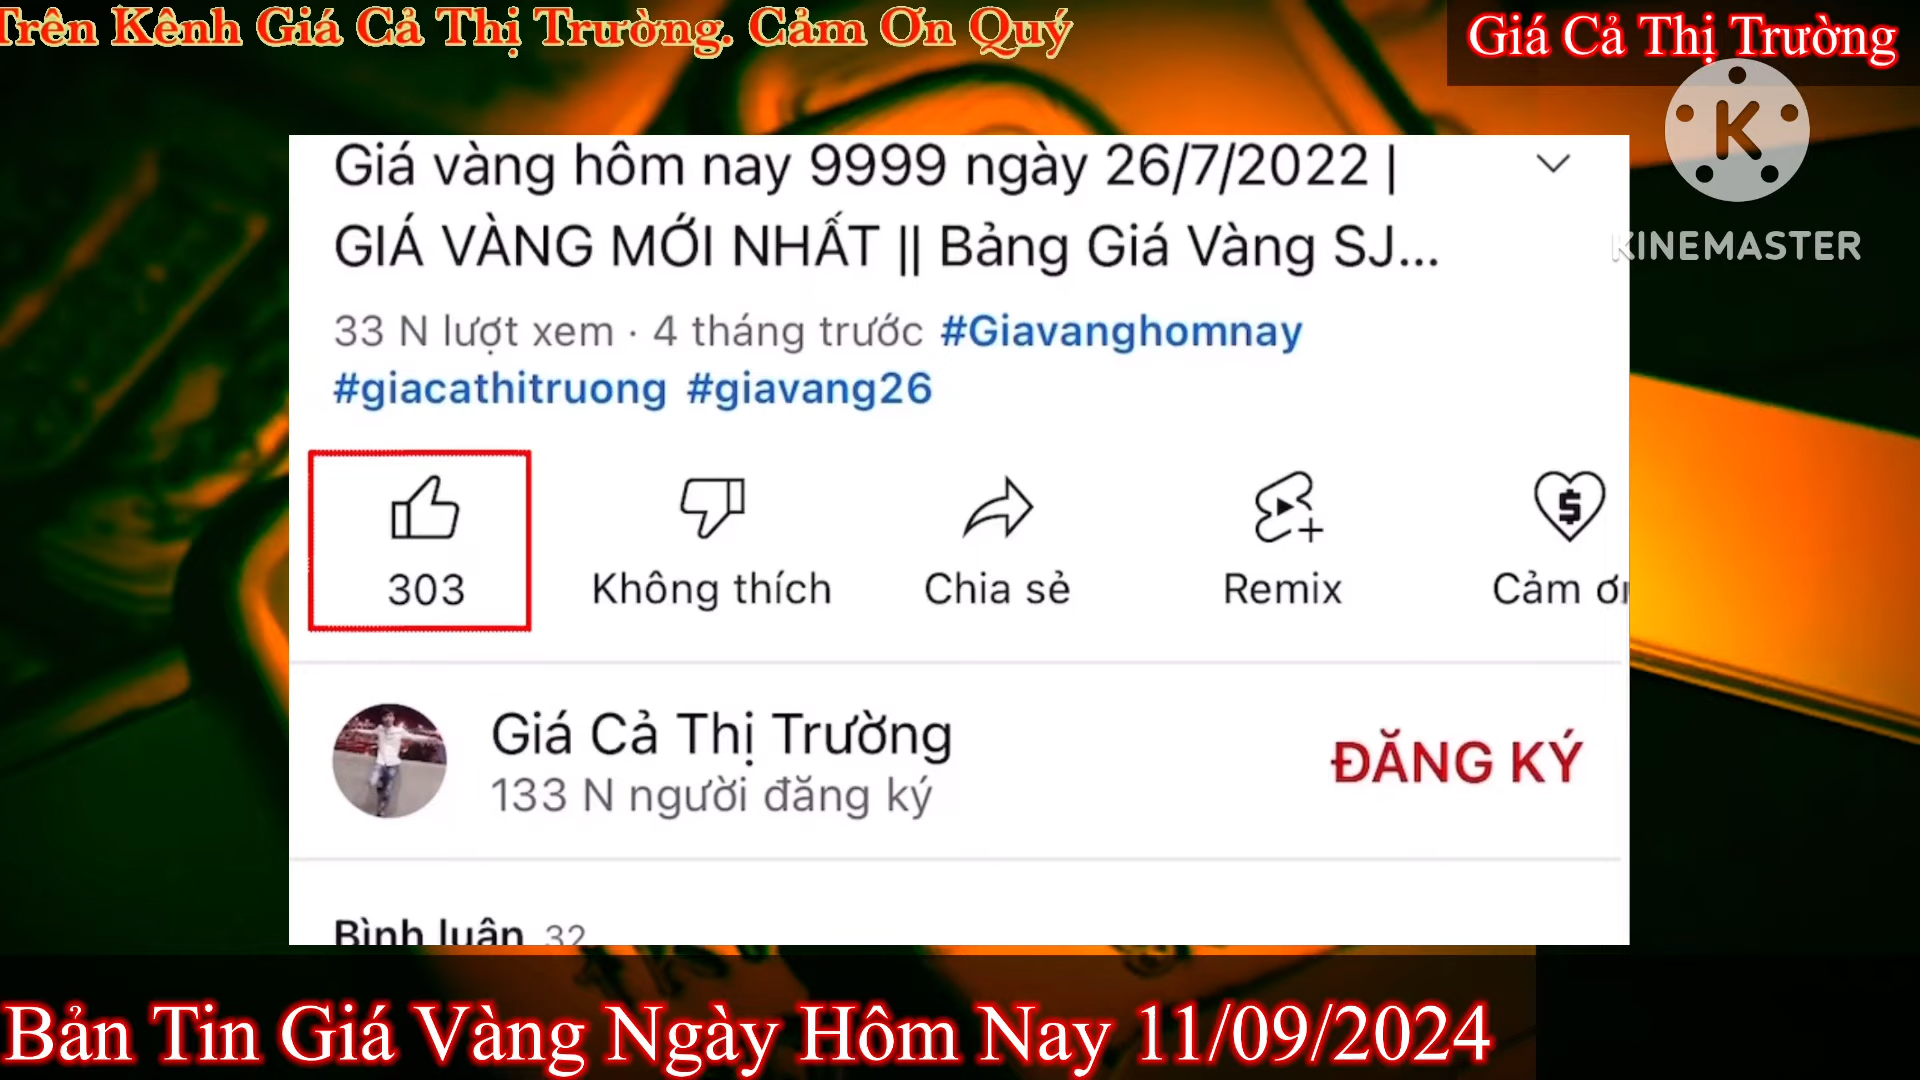 Trên Kênh Giá Cả Thị Trường. Cảm Ơn Quý
Giá Cả Thị Trường
KINEMASTER
Giá vàng hôm nay 9999 ngày 26/7/2022 |
GIÁ VÀNG MỚI NHẤT || Bảng Giá Vàng SJ...
33 N lượt xem · 4 tháng trước #Giavanghomnay
#giacathitruong #giavang26
303 Không thích Chia sẻ Remix Cảm ơn
Giá Cả Thị Trường
133 N người đăng ký
ĐĂNG KÝ
Bình luận 32
Bản Tin Giá Vàng Ngày Hôm Nay 11/09/2024